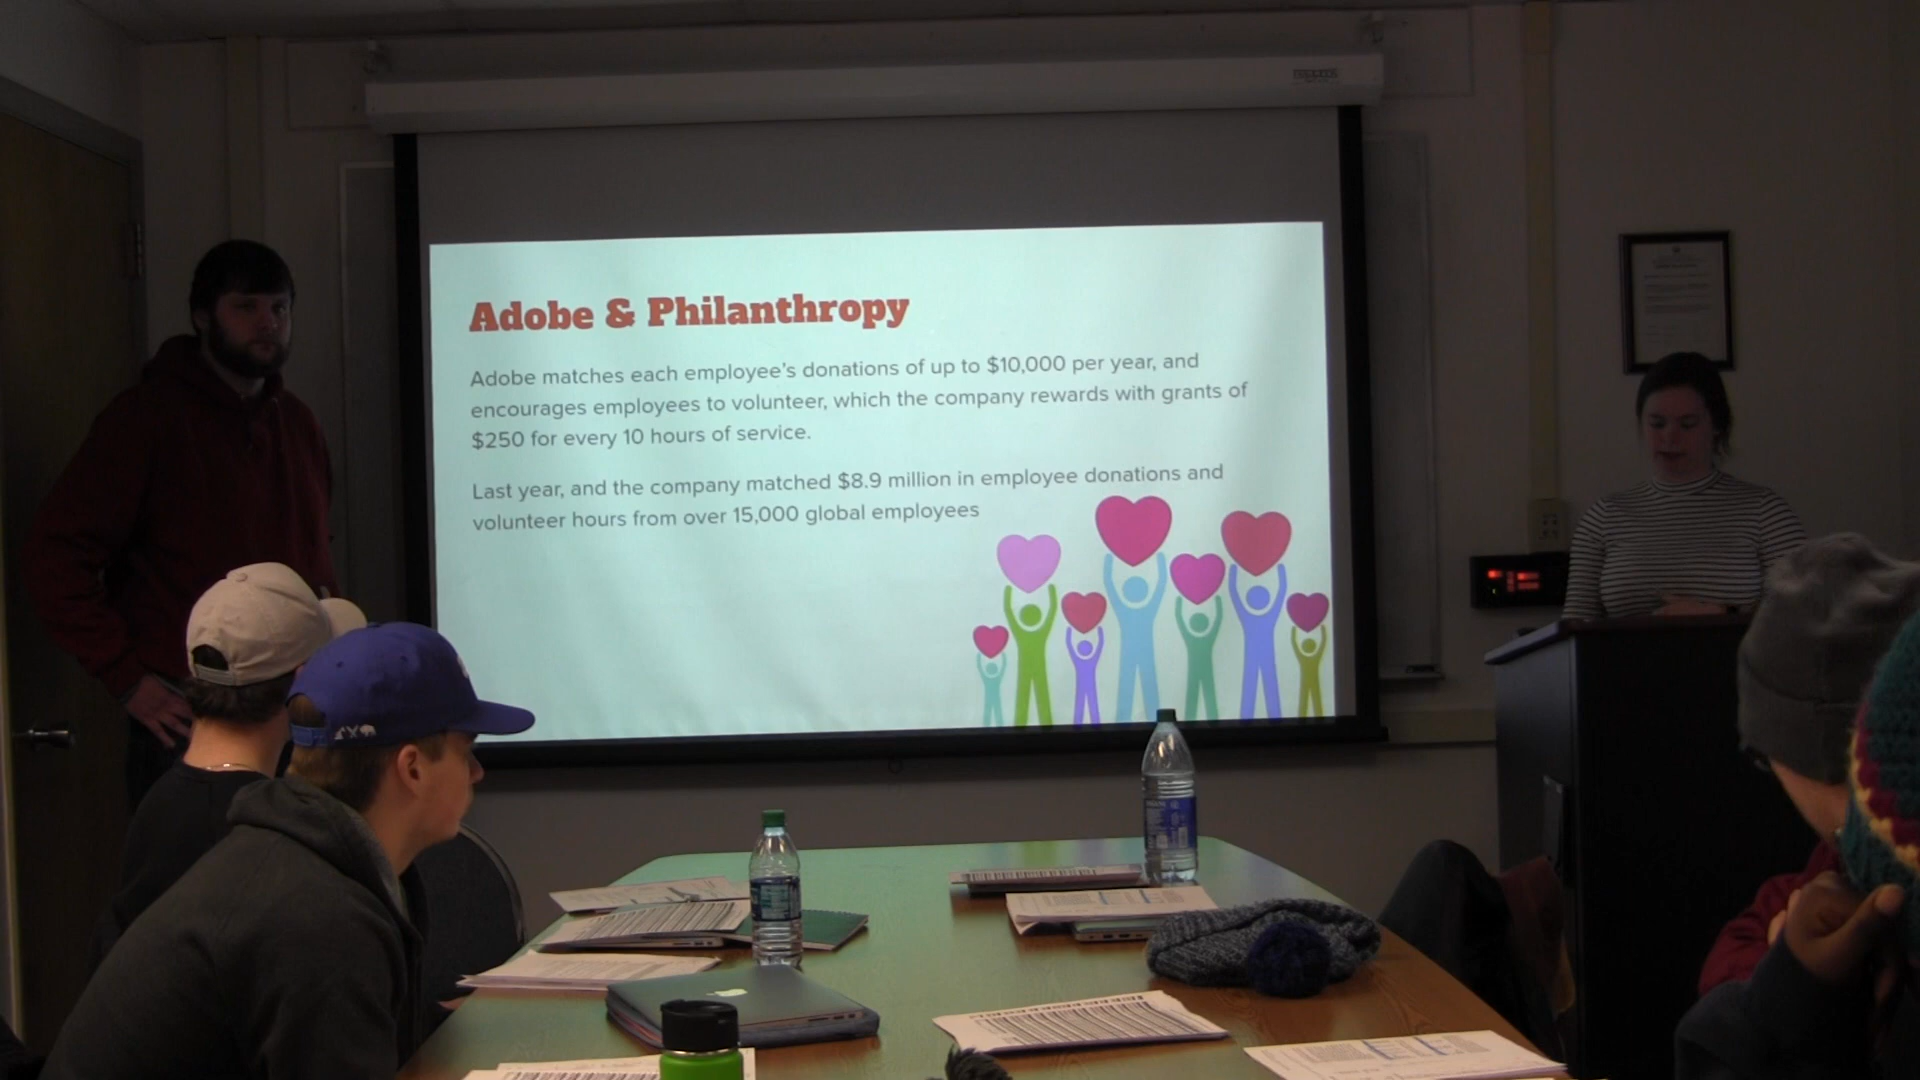 Adobe & Philanthropy
Adobe matches each employee's donations of up to $10,000 per year, and
encourages employees to volunteer, which the company rewards with grants of
$250 for every 10 hours of service.
Last year, and the company matched $8.9 million in employee donations and
volunteer hours from over 15,000 global employees